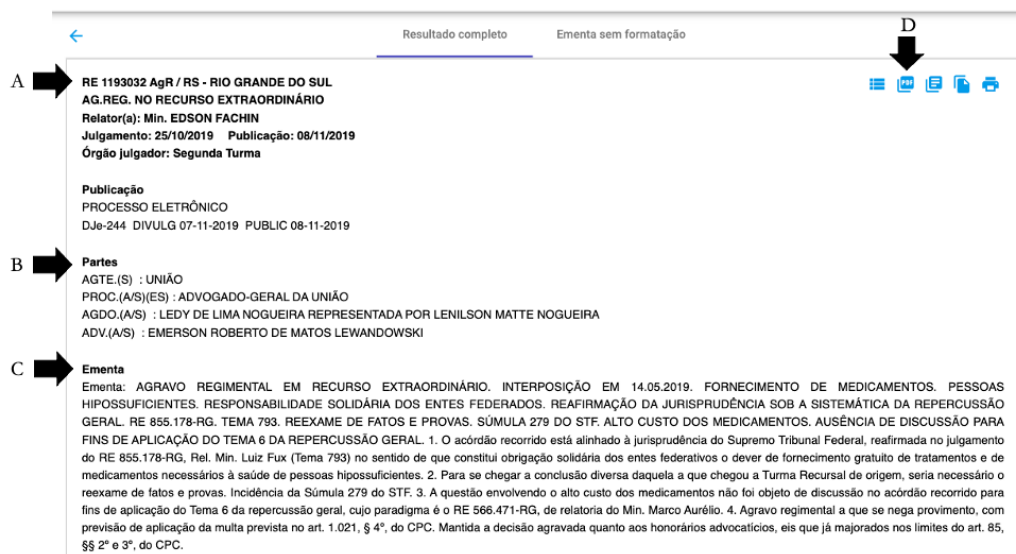 Resultado completo
Ementa sem formatação
D
A
RE 1193032 AgR / RS - RIO GRANDE DO SUL
PDF
AG.REG. NO RECURSO EXTRAORDINÁRIO
Relator(a): Min. EDSON FACHIN
Julgamento: 25/10/2019 Publicação: 08/11/2019
Órgão julgador: Segunda Turma
Publicação
PROCESSO ELETRÔNICO
DJe-244 DIVULG 07-11-2019 PUBLIC 08-11-2019
B
Partes
AGTE.(S) : UNIÃO
PROC.(A/S)(ES) : ADVOGADO-GERAL DA UNIÃO
AGDO.(A/S) : LEDY DE LIMA NOGUEIRA REPRESENTADA POR LENILSON MATTE NOGUEIRA
ADV.(A/S) : EMERSON ROBERTO DE MATOS LEWANDOWSKI
C
Ementa
Ementa: AGRAVO REGIMENTAL EM RECURSO EXTRAORDINÁRIO. INTERPOSIÇÃO EM 14.05.2019. FORNECIMENTO DE MEDICAMENTOS. PESSOAS
HIPOSSUFICIENTES. RESPONSABILIDADE SOLIDÁRIA DOS ENTES FEDERADOS. REAFIRMAÇÃO DA JURISPRUDÊNCIA SOB A SISTEMÁTICA DA REPERCUSSÃO
GERAL. RE 855.178-RG. TEMA 793. REEXAME DE FATOS E PROVAS. SÚMULA 279 DO STF. ALTO CUSTO DOS MEDICAMENTOS. AUSÊNCIA DE DISCUSSÃO PARA
FINS DE APLICAÇÃO DO TEMA 6 DA REPERCUSSÃO GERAL. 1. O acórdão recorrido está alinhado à jurisprudência do Supremo Tribunal Federal, reafirmada no julgamento
do RE 855.178-RG, Rel. Min. Luiz Fux (Tema 793) no sentido de que constitui obrigação solidária dos entes federativos o dever de fornecimento gratuito de tratamentos e de
medicamentos necessários à saúde de pessoas hipossuficientes. 2. Para se chegar a conclusão diversa daquela a que chegou a Turma Recursal de origem, seria necessário o
reexame de fatos e provas. Incidência da Súmula 279 do STF. 3. A questão envolvendo o alto custo dos medicamentos não foi objeto de discussão no acórdão recorrido para
fins de aplicação do Tema 6 da repercussão geral, cujo paradigma é o RE 566.471-RG, de relatoria do Min. Marco Aurélio. 4. Agravo regimental a que se nega provimento, com
previsão de aplicação da multa prevista no art. 1.021, § 4º, do CPC. Mantida a decisão agravada quanto aos honorários advocatícios, eis que já majorados nos limites do art. 85,
§§ 2º e 3º, do CPC.